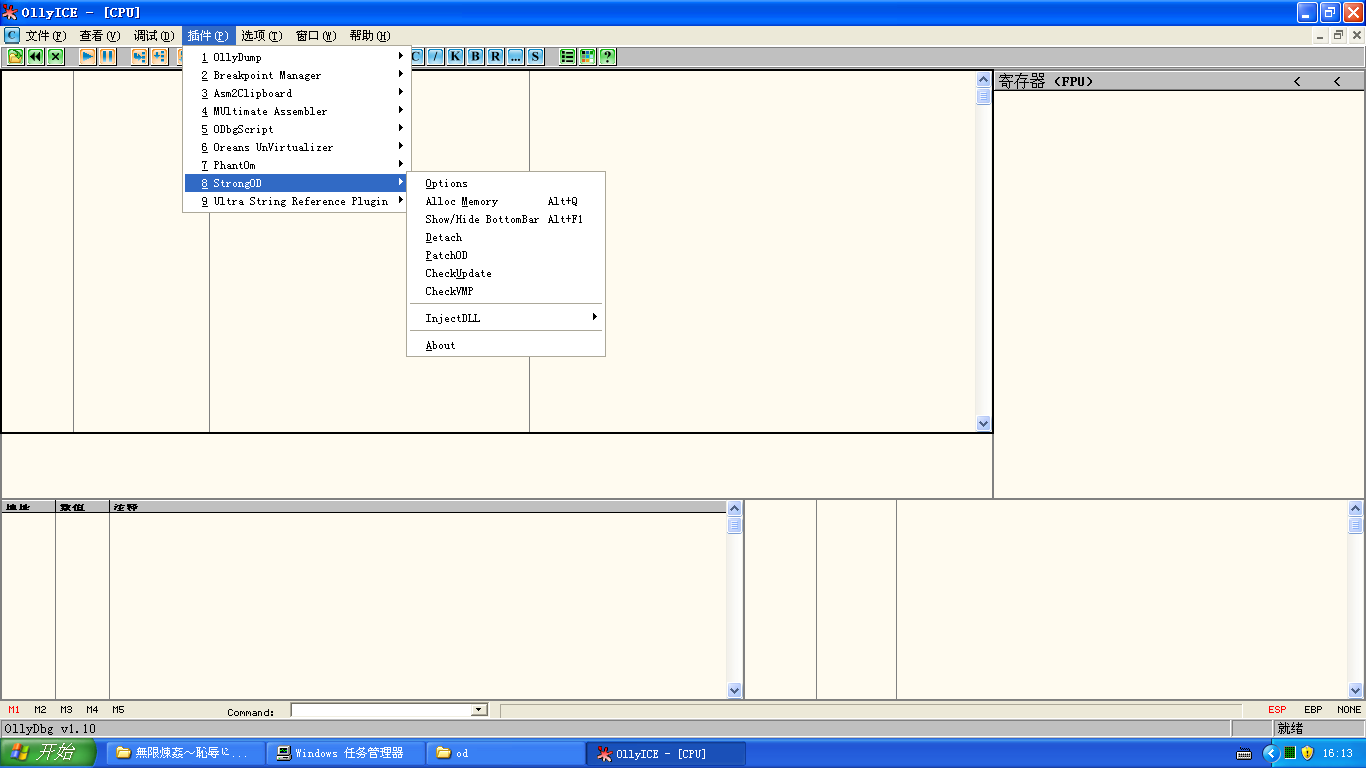 OllyICE - [CPU]
C 文件(F) 查看(V) 调试(D) 插件(P) 选项(T) 窗口(W) 帮助(H)
C / K B R ... S ?
1 OllyDump
2 Breakpoint Manager
3 Asm2Clipboard
4 MUltimate Assembler
5 ODbgScript
6 Oreans UnVirtualizer
7 PhantOm
8 StrongOD
9 Ultra String Reference Plugin
Options
Alloc Memory Alt+Q
Show/Hide BottomBar Alt+F1
Detach
PatchOD
CheckUpdate
CheckVMP
InjectDLL
About
寄存器 (FPU) < <
地址 数值 注释
M1 M2 M3 M4 M5 Command: ESP EBP NONE
OllyDbg v1.10 就绪
开始 無限煉姦～恥辱に... Windows 任务管理器 od OllyICE - [CPU] 16:13